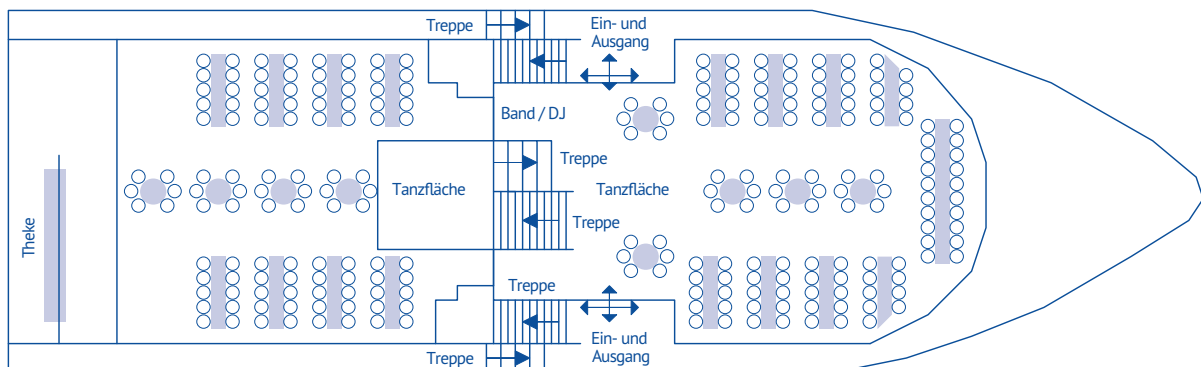 Treppe
Ein- und
Ausgang
Band / DJ
Treppe
Tanzfläche
Tanzfläche
Treppe
Theke
Treppe
Ein- und
Ausgang
Treppe